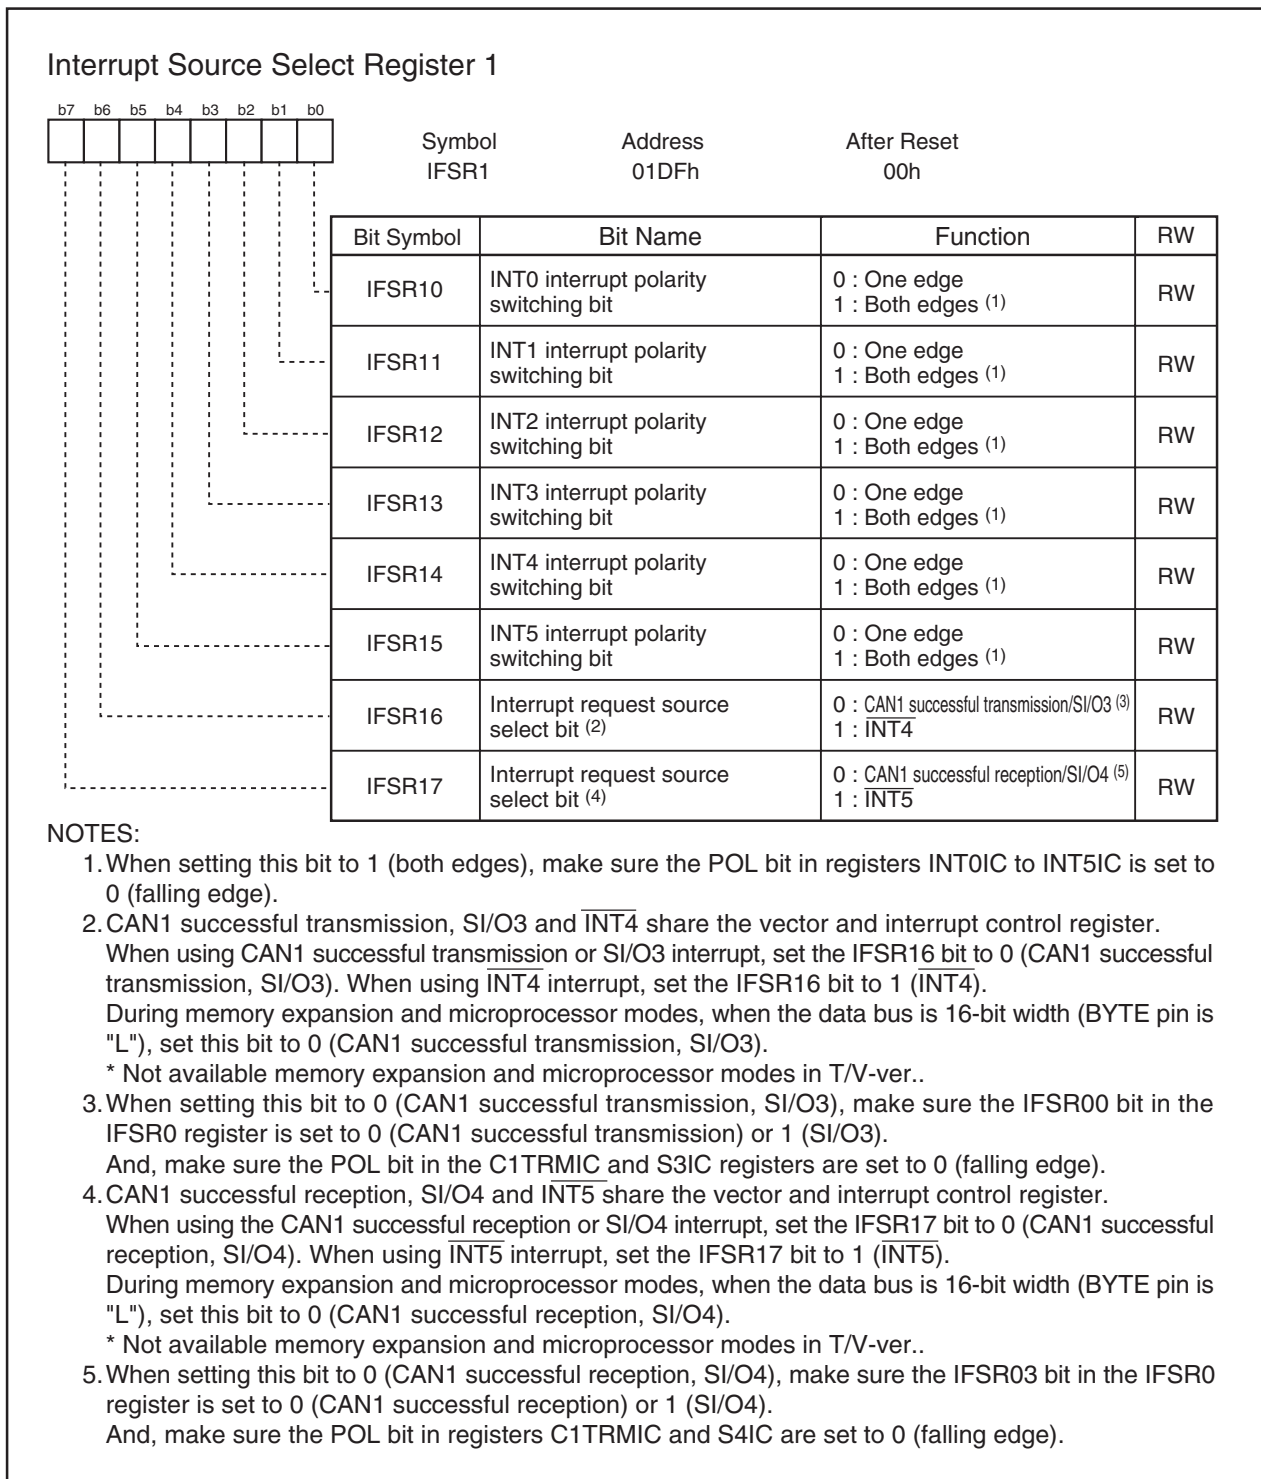 Interrupt Source Select Register 1
b7 b6 b5 b4 b3 b2 b1 b0
Symbol Address After Reset
IFSR1 01DFh 00h
Bit Symbol Bit Name Function RW
IFSR10 INT0 interrupt polarity switching bit 0 : One edge 1 : Both edges (1) RW
IFSR11 INT1 interrupt polarity switching bit 0 : One edge 1 : Both edges (1) RW
IFSR12 INT2 interrupt polarity switching bit 0 : One edge 1 : Both edges (1) RW
IFSR13 INT3 interrupt polarity switching bit 0 : One edge 1 : Both edges (1) RW
IFSR14 INT4 interrupt polarity switching bit 0 : One edge 1 : Both edges (1) RW
IFSR15 INT5 interrupt polarity switching bit 0 : One edge 1 : Both edges (1) RW
IFSR16 Interrupt request source select bit (2) 0 : CAN1 successful transmission/SI/O3 (3) 1 : INT4 RW
IFSR17 Interrupt request source select bit (4) 0 : CAN1 successful reception/SI/O4 (5) 1 : INT5 RW
NOTES:
1. When setting this bit to 1 (both edges), make sure the POL bit in registers INT0IC to INT5IC is set to
0 (falling edge).
2. CAN1 successful transmission, SI/O3 and INT4 share the vector and interrupt control register.
When using CAN1 successful transmission or SI/O3 interrupt, set the IFSR16 bit to 0 (CAN1 successful
transmission, SI/O3). When using INT4 interrupt, set the IFSR16 bit to 1 (INT4).
During memory expansion and microprocessor modes, when the data bus is 16-bit width (BYTE pin is
"L"), set this bit to 0 (CAN1 successful transmission, SI/O3).
* Not available memory expansion and microprocessor modes in T/V-ver..
3. When setting this bit to 0 (CAN1 successful transmission, SI/O3), make sure the IFSR00 bit in the
IFSR0 register is set to 0 (CAN1 successful transmission) or 1 (SI/O3).
And, make sure the POL bit in the C1TRMIC and S3IC registers are set to 0 (falling edge).
4. CAN1 successful reception, SI/O4 and INT5 share the vector and interrupt control register.
When using the CAN1 successful reception or SI/O4 interrupt, set the IFSR17 bit to 0 (CAN1 successful
reception, SI/O4). When using INT5 interrupt, set the IFSR17 bit to 1 (INT5).
During memory expansion and microprocessor modes, when the data bus is 16-bit width (BYTE pin is
"L"), set this bit to 0 (CAN1 successful reception, SI/O4).
* Not available memory expansion and microprocessor modes in T/V-ver..
5. When setting this bit to 0 (CAN1 successful reception, SI/O4), make sure the IFSR03 bit in the IFSR0
register is set to 0 (CAN1 successful reception) or 1 (SI/O4).
And, make sure the POL bit in registers C1TRMIC and S4IC are set to 0 (falling edge).